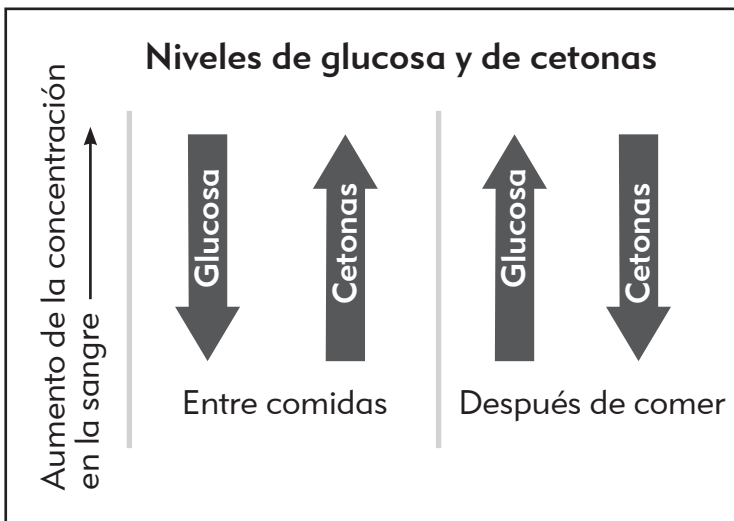 Niveles de glucosa y de cetonas
Aumento de la concentración
en la sangre
Glucosa
Cetonas
Glucosa
Cetonas
Entre comidas
Después de comer